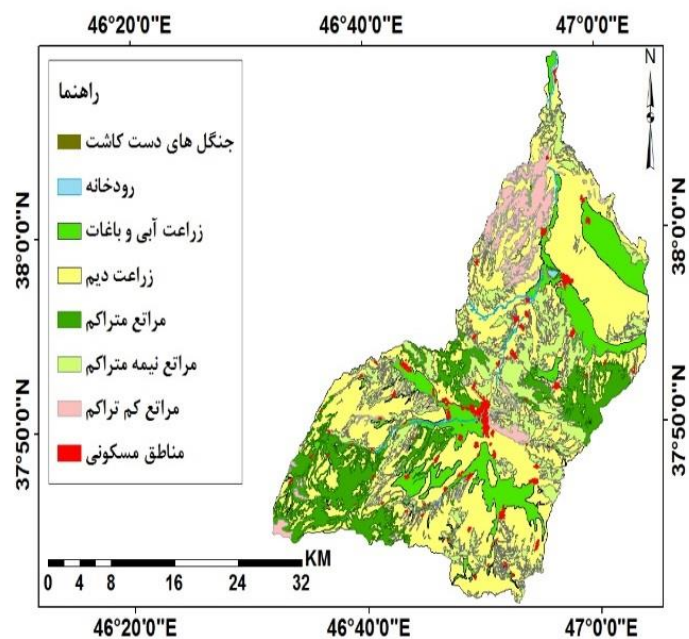 46°20'0"E 46°40'0"E 47°0'0"E
N
راهنما
جنگل های دست کاشت
رودخانه
زراعت آبی و باغات
زراعت دیم
مراتع متراکم
مراتع نیمه متراکم
مراتع کم تراکم
مناطق مسکونی
38°0'0"N 38°0'0"N
37°50'0"N 37°50'0"N
KM
0 4 8 16 24 32
46°20'0"E 46°40'0"E 47°0'0"E